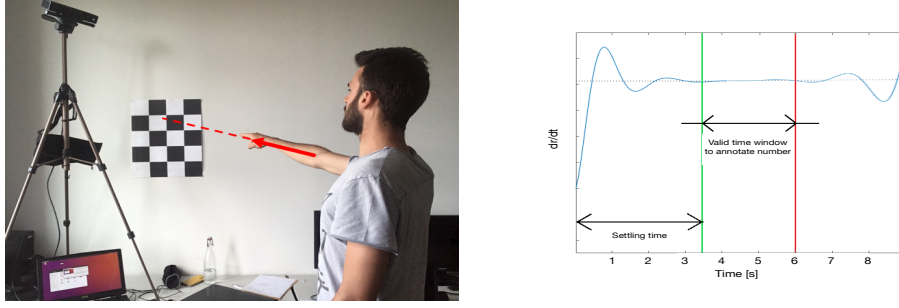 dr/dt
Valid time window
to annotate number
Settling time
1 2 3 4 5 6 7 8
Time [s]